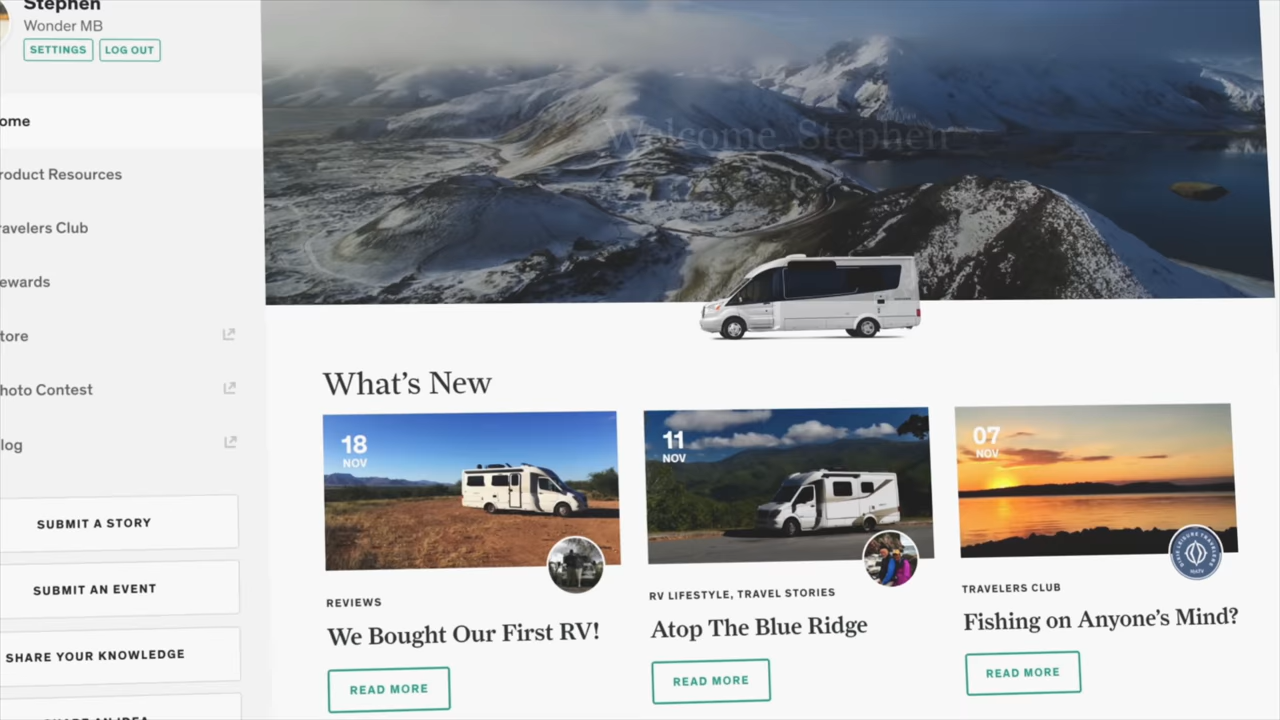 Stephen
Wonder MB
SETTINGS
LOG OUT
ome
roduct Resources
ravelers Club
ewards
tore
hoto Contest
log
SUBMIT A STORY
SUBMIT AN EVENT
SHARE YOUR KNOWLEDGE
Welcome, Stephen
What's New
18
NOV
REVIEWS
We Bought Our First RV!
READ MORE
11
NOV
RV LIFESTYLE, TRAVEL STORIES
Atop The Blue Ridge
READ MORE
07
NOV
TRAVELERS CLUB
Fishing on Anyone's Mind?
READ MORE